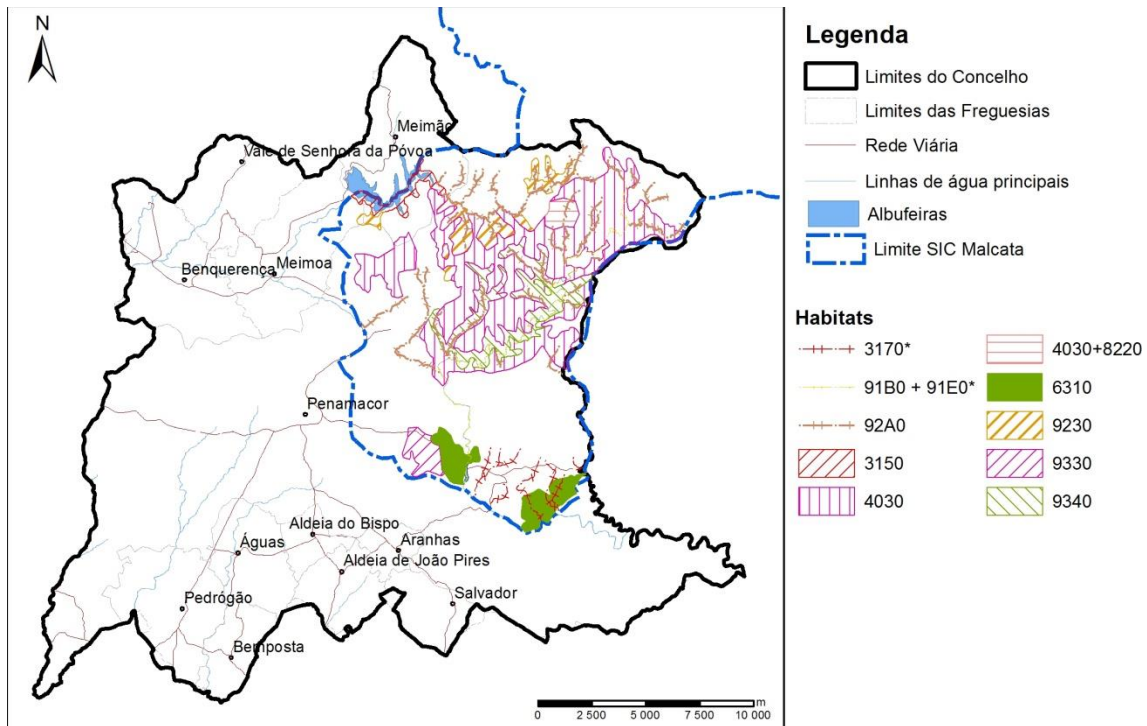 N
Meimão
Vale de Senhora da Póvoa
Benquerença
Meimoa
Penamacor
Aldeia do Bispo
Águas
Aranhas
Aldeia de João Pires
Pedrógão
Salvador
Bemposta
m
0 2 500 5 000 7 500 10 000
Legenda
Limites do Concelho
Limites das Freguesias
Rede Viária
Linhas de água principais
Albufeiras
Limite SIC Malcata
Habitats
3170* 4030+8220
91B0 + 91E0* 6310
92A0 9230
3150 9330
4030 9340